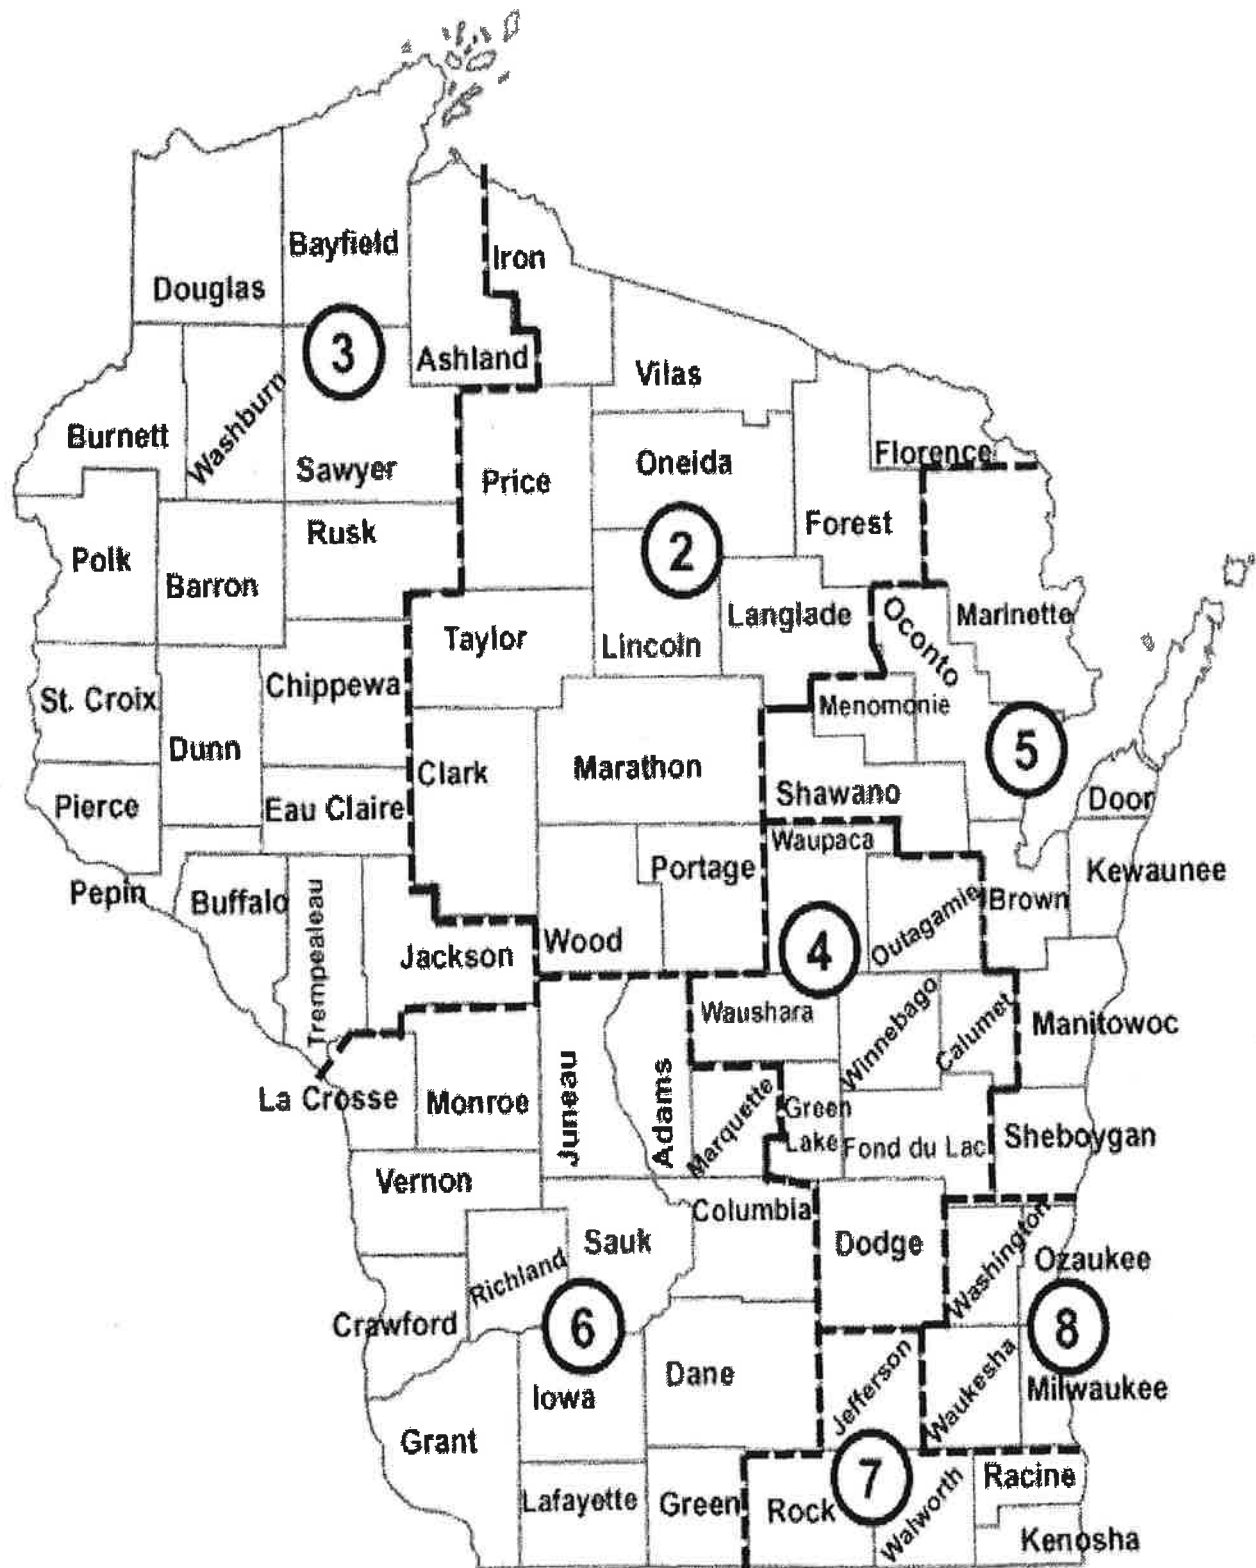 Bayfield
Iron
Douglas
3
Ashland
Vilas
Washburn
Burnett
Florence
Oneida
Sawyer
Price
Forest
Rusk
2
Polk
Barron
Langlade
Oconto
Marinette
Taylor
Lincoln
Chippewa
St. Croix
Menomonie
5
Dunn
Clark
Marathon
Shawano
Door
Pierce
Eau Claire
Waupaca
Portage
Kewaunee
Pepin
Buffalo
Brown
Trempealeau
Outagamie
Wood
4
Jackson
Waushara
Winnebago
Calumet
Manitowoc
La Crosse
Monroe
Juneau
Adams
Marquette
Green
Lake
Fond du Lac
Sheboygan
Vernon
Columbia
Sauk
Dodge
Washington
Ozaukee
Richland
Crawford
6
8
Dane
Jefferson
Waukesha
Milwaukee
Iowa
Grant
7
Racine
Lafayette
Green
Rock
Walworth
Kenosha